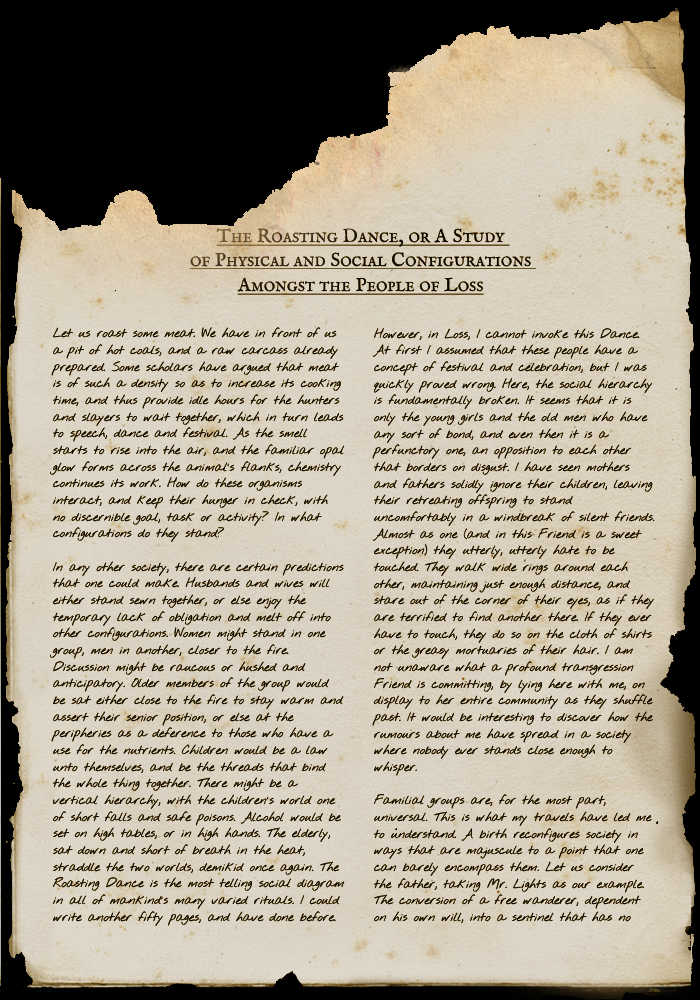 The Roasting Dance, or A Study
of Physical and Social Configurations
Amongst the People of Loss
Let us roast some meat. We have in front of us
a pit of hot coals, and a raw carcass already
prepared. Some scholars have argued that meat
is of such a density so as to increase its cooking
time, and thus provide idle hours for the hunters
and slayers to wait together, which in turn leads
to speech, dance and festival. As the smell
starts to rise into the air, and the familiar opal
glow forms across the animal's flanks, chemistry
continues its work. How do these organisms
interact, and keep their hunger in check, with
no discernible goal, task or activity? In what
configurations do they stand?
In any other society, there are certain predictions
that one could make. Husbands and wives will
either stand sewn together, or else enjoy the
temporary lack of obligation and melt off into
other configurations. Women might stand in one
group, men in another, closer to the fire.
Discussion might be raucous or hushed and
anticipatory. Older members of the group would
be sat either close to the fire to stay warm and
assert their senior position, or else at the
peripheries as a deference to those who have a
use for the nutrients. Children would be a law
unto themselves, and be the threads that bind
the whole thing together. There might be a
vertical hierarchy, with the children's world one
of short falls and safe poisons. Alcohol would be
set on high tables, or in high hands. The elderly,
sat down and short of breath in the heat,
straddle the two worlds, demikid once again. The
Roasting Dance is the most telling social diagram
in all of mankind's many varied rituals. I could
write another fifty pages, and have done before.
However, in Loss, I cannot invoke this Dance.
At first I assumed that these people have a
concept of festival and celebration, but I was
quickly proved wrong. Here, the social hierarchy
is fundamentally broken. It seems that it is
only the young girls and the old men who have
any sort of bond, and even then it is a
perfunctory one, an opposition to each other
that borders on disgust. I have seen mothers
and fathers solidly ignore their children, leaving
their retreating offspring to stand
uncomfortably in a windbreak of silent friends.
Almost as one (and in this Friend is a sweet
exception) they utterly, utterly hate to be
touched. They walk wide rings around each
other, maintaining just enough distance, and
stare out of the corner of their eyes, as if they
are terrified to find another there. If they ever
have to touch, they do so on the cloth of shirts
or the greasy mortuaries of their hair. I am
not unaware what a profound transgression
Friend is committing, by lying here with me, on
display to her entire community as they shuffle
past. It would be interesting to discover how the
rumours about me have spread in a society
where nobody ever stands close enough to
whisper.
Familial groups are, for the most part,
universal. This is what my travels have led me
to understand. A birth reconfigures society in
ways that are majuscule to a point that one
can barely encompass them. Let us consider
the father, taking Mr. Lights as our example.
The conversion of a free wanderer, dependent
on his own will, into a sentinel that has no